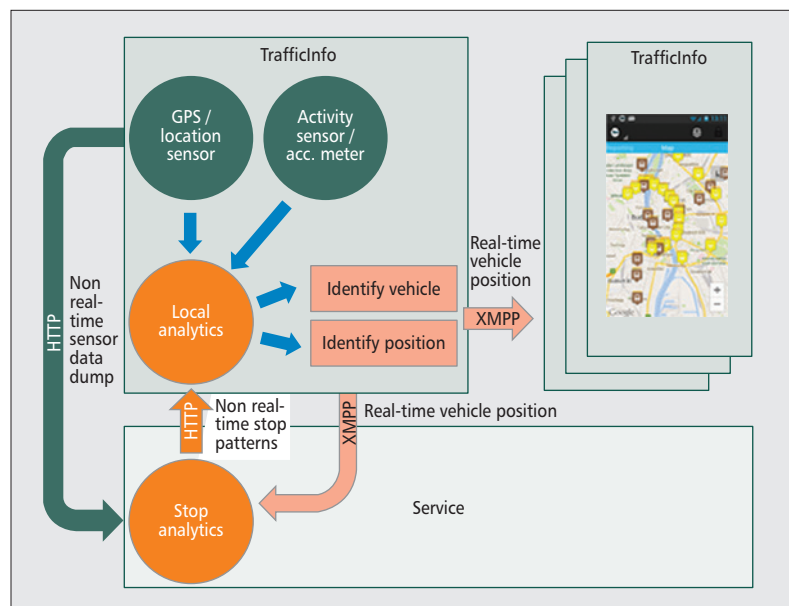 TrafficInfo
GPS /
location
sensor
Activity
sensor /
acc. meter
Local
analytics
Identify vehicle
Identify position
Real-time
vehicle
position
XMPP
TrafficInfo
Map
Google
HTTP
Non
real-
time
sensor
data
dump
HTTP
Non real-
time stop
patterns
XMPP
Real-time vehicle position
Stop
analytics
Service